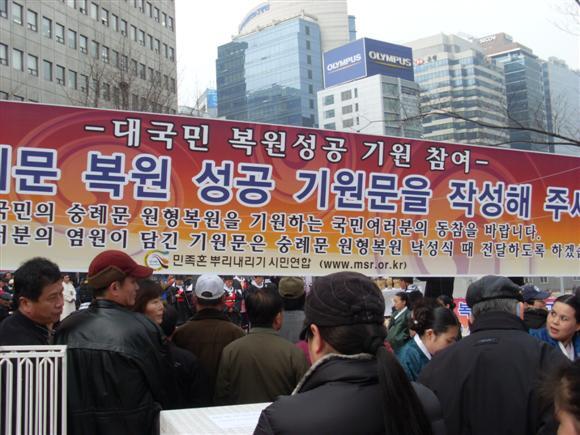 OLYMPUS
OLYMPUS
- 대국민 복원성공 기원 참여 -
례문 복원 성공 기원문을 작성해 주세
국민의 숭례문 원형복원을 기원하는 국민여러분의 동참을 바랍니다.
러분의 염원이 담긴 기원문은 숭례문 원형복원 낙성식 때 전달하도록 하겠습
민족혼 뿌리내리기 시민연합 (www.msr.or.kr)